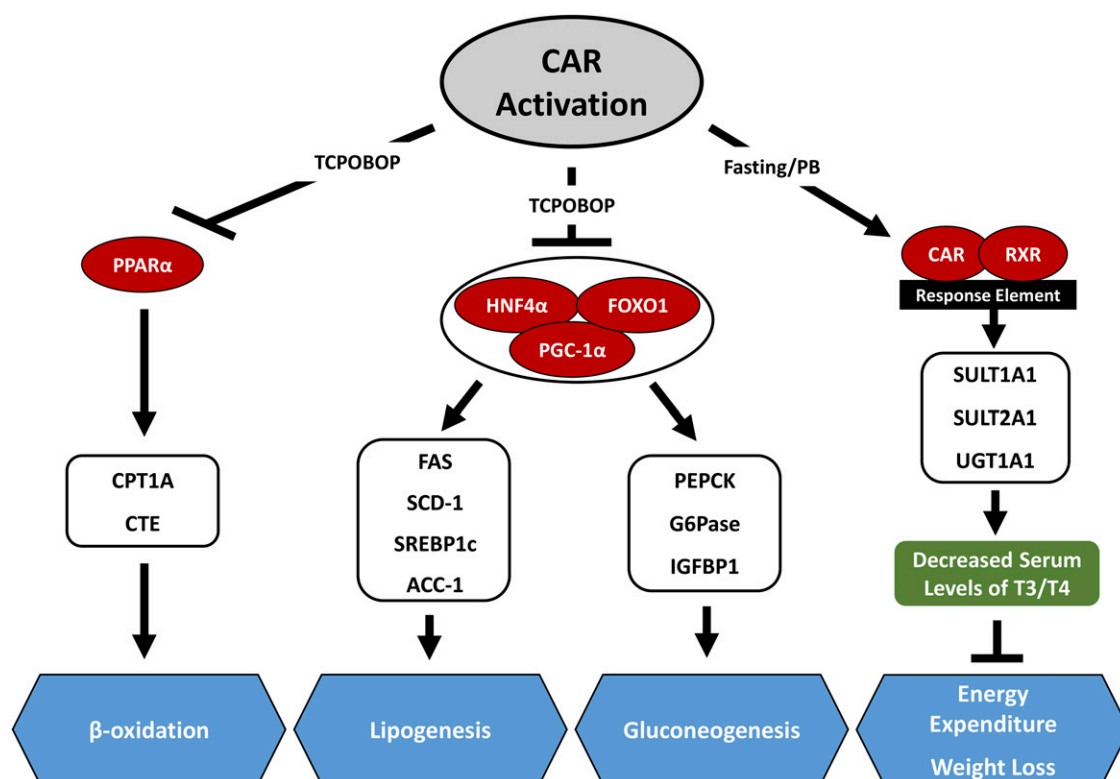 CAR
Activation
TCPOBOP
TCPOBOP
Fasting/PB
PPARα
HNF4α
FOXO1
PGC-1α
CAR
RXR
Response Element
CPT1A
CTE
FAS
SCD-1
SREBP1c
ACC-1
PEPCK
G6Pase
IGFBP1
SULT1A1
SULT2A1
UGT1A1
Decreased Serum
Levels of T3/T4
β-oxidation
Lipogenesis
Gluconeogenesis
Energy
Expenditure
Weight Loss